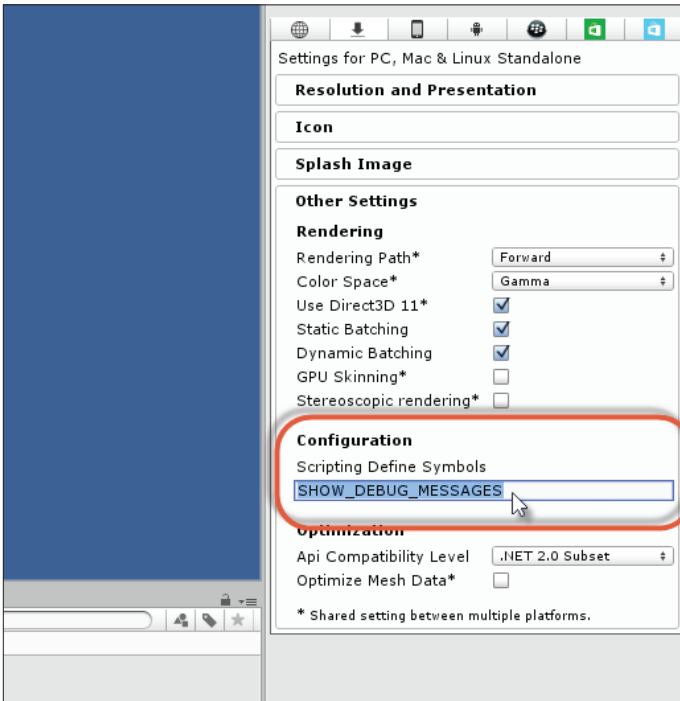 Settings for PC, Mac & Linux Standalone
Resolution and Presentation
Icon
Splash Image
Other Settings
Rendering
Rendering Path* Forward
Color Space* Gamma
Use Direct3D 11*
Static Batching
Dynamic Batching
GPU Skinning*
Stereoscopic rendering*
Configuration
Scripting Define Symbols
SHOW_DEBUG_MESSAGES
Optimization
Api Compatibility Level .NET 2.0 Subset
Optimize Mesh Data*
* Shared setting between multiple platforms.